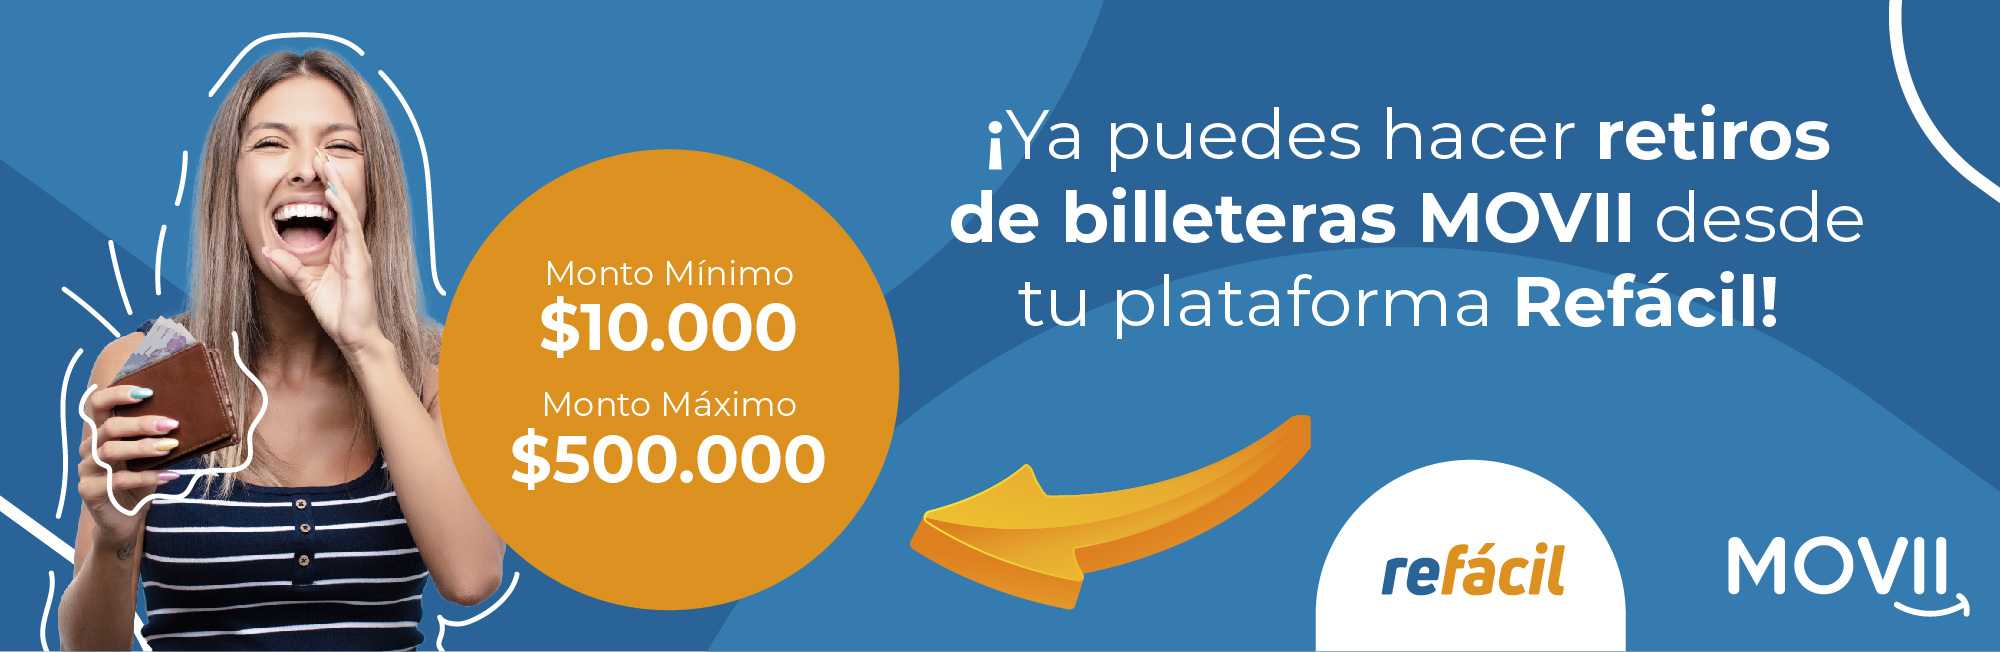 ¡Ya puedes hacer retiros
de billeteras MOVII desde
tu plataforma Refácil!
Monto Mínimo
$10.000
Monto Máximo
$500.000
refácil
MOVII